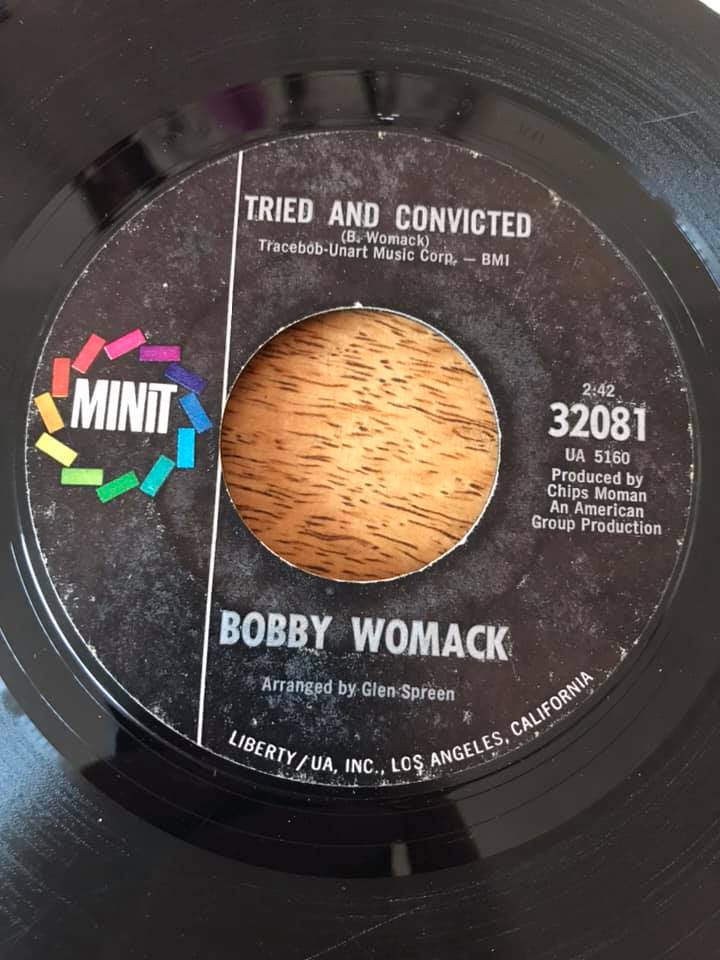 TRIED AND CONVICTED
(B. Womack)
Tracebob-Unart Music Corp. — BMI
MINIT
2:42
32081
UA 5160
Produced by
Chips Moman
An American
Group Production
BOBBY WOMACK
Arranged by Glen Spreen
LIBERTY/UA, INC., LOS ANGELES, CALIFORNIA